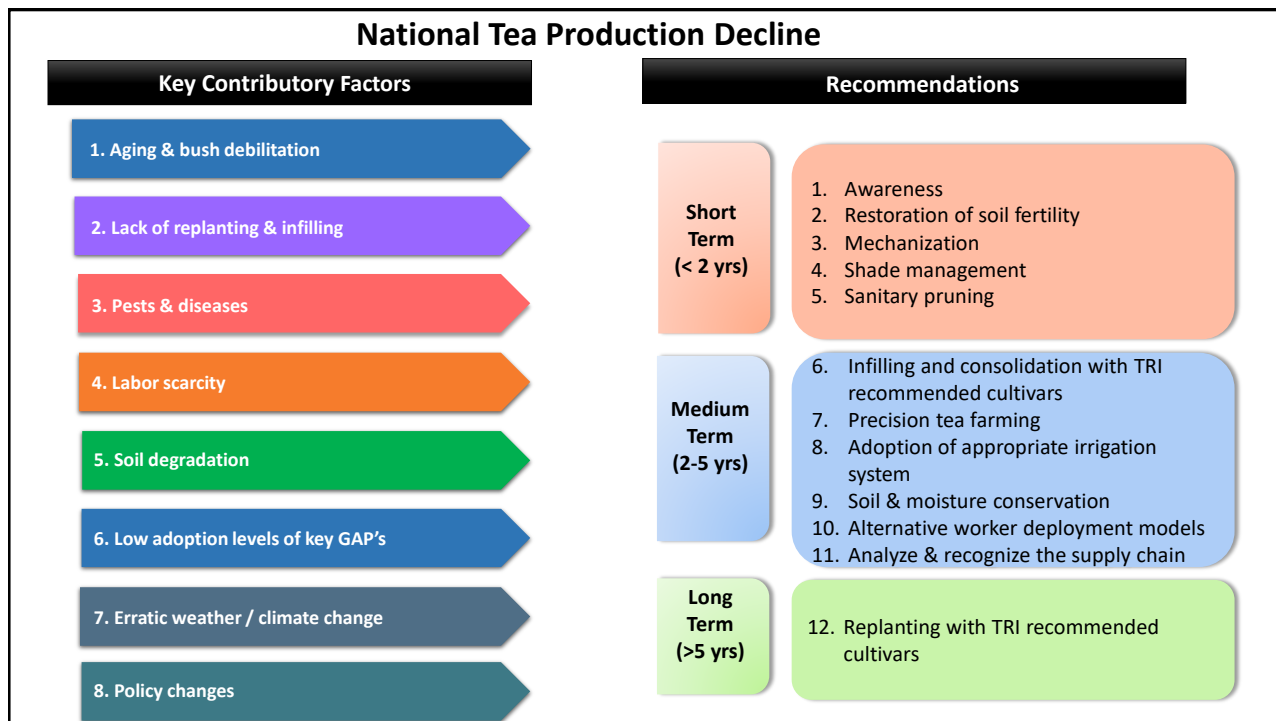 National Tea Production Decline
Key Contributory Factors
1. Aging & bush debilitation
2. Lack of replanting & infilling
3. Pests & diseases
4. Labor scarcity
5. Soil degradation
6. Low adoption levels of key GAP's
7. Erratic weather / climate change
8. Policy changes
Recommendations
Short
Term
(< 2 yrs)
1. Awareness
2. Restoration of soil fertility
3. Mechanization
4. Shade management
5. Sanitary pruning
Medium
Term
(2-5 yrs)
6. Infilling and consolidation with TRI
recommended cultivars
7. Precision tea farming
8. Adoption of appropriate irrigation
system
9. Soil & moisture conservation
10. Alternative worker deployment models
11. Analyze & recognize the supply chain
Long
Term
(>5 yrs)
12. Replanting with TRI recommended
cultivars